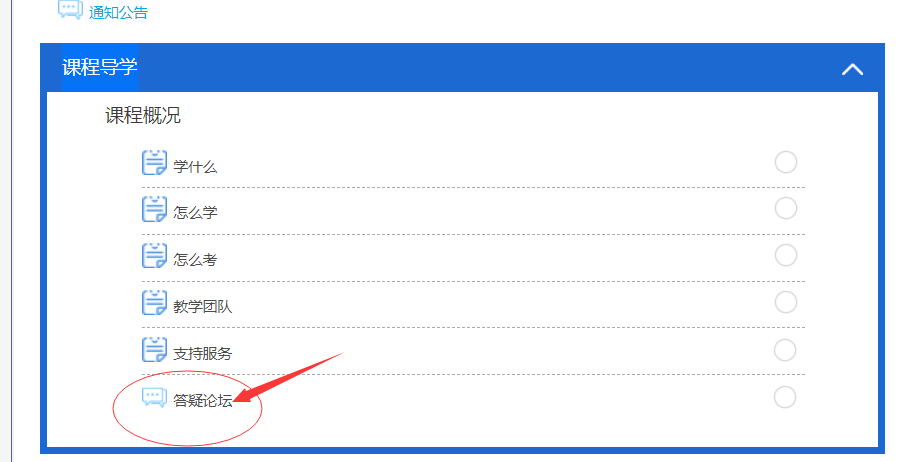 通知公告
课程导学
课程概况
学什么
怎么学
怎么考
教学团队
支持服务
答疑论坛